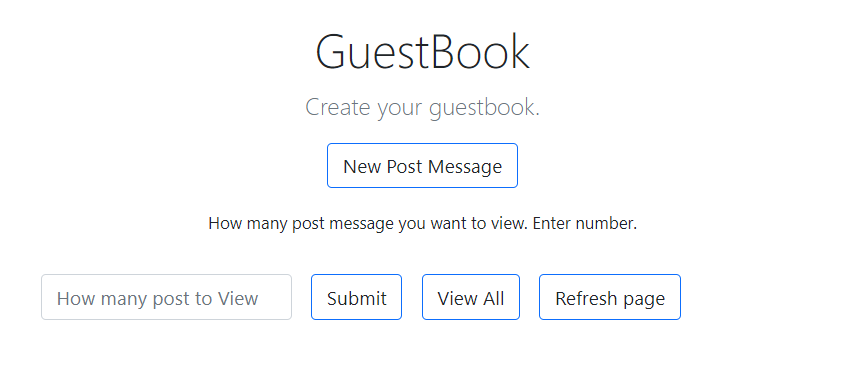 GuestBook
Create your guestbook.
New Post Message
How many post message you want to view. Enter number.
How many post to View Submit View All Refresh page